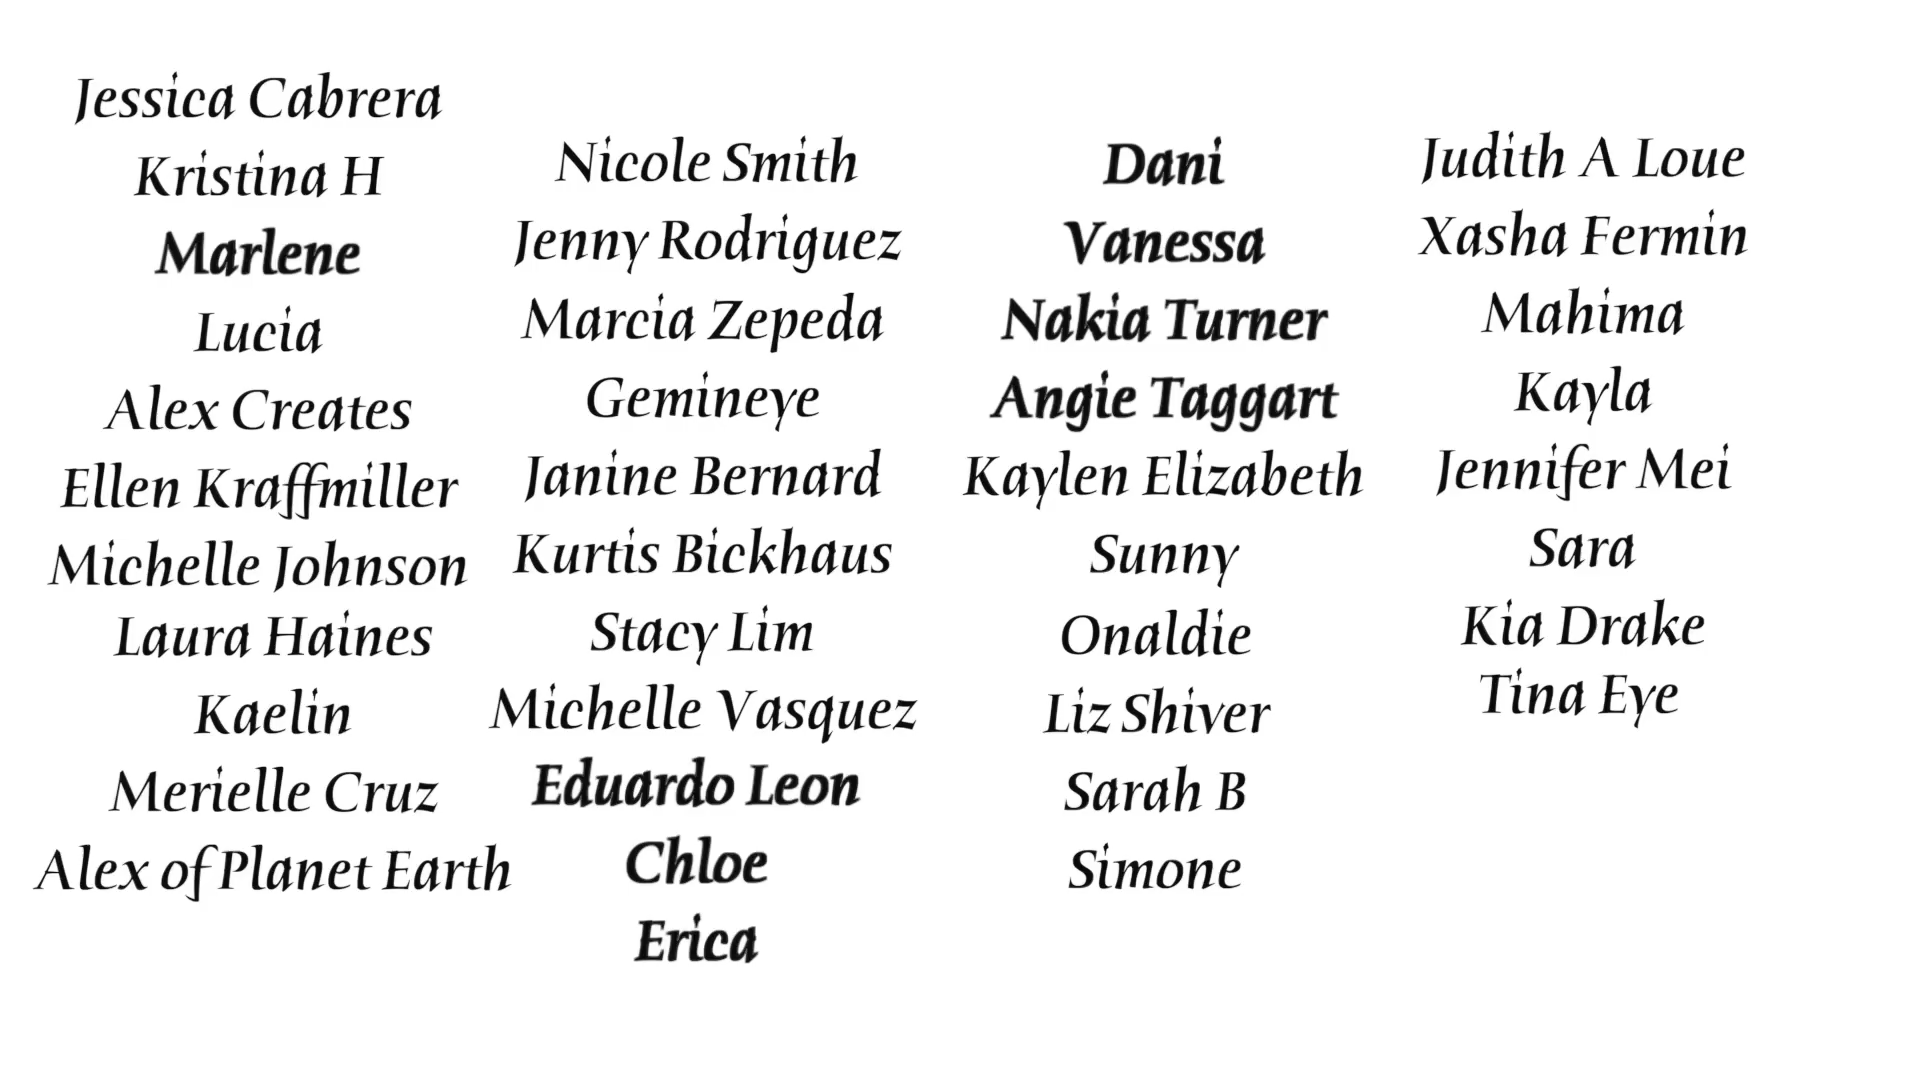 Jessica Cabrera
Kristina H
Marlene
Lucia
Alex Creates
Ellen Kraffmiller
Michelle Johnson
Laura Haines
Kaelin
Merielle Cruz
Alex of Planet Earth
Nicole Smith
Jenny Rodriguez
Marcia Zepeda
Gemineye
Janine Bernard
Kurtis Bickhaus
Stacy Lim
Michelle Vasquez
Eduardo Leon
Chloe
Erica
Dani
Vanessa
Nakia Turner
Angie Taggart
Kaylen Elizabeth
Sunny
Onaldie
Liz Shiver
Sarah B
Simone
Judith A Loue
Xasha Fermin
Mahima
Kayla
Jennifer Mei
Sara
Kia Drake
Tina Eye